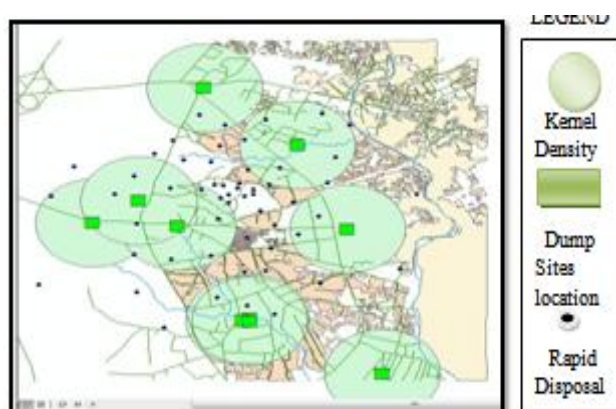 LEGEND
Kernel
Density
Dump
Sites
location
Rapid
Disposal